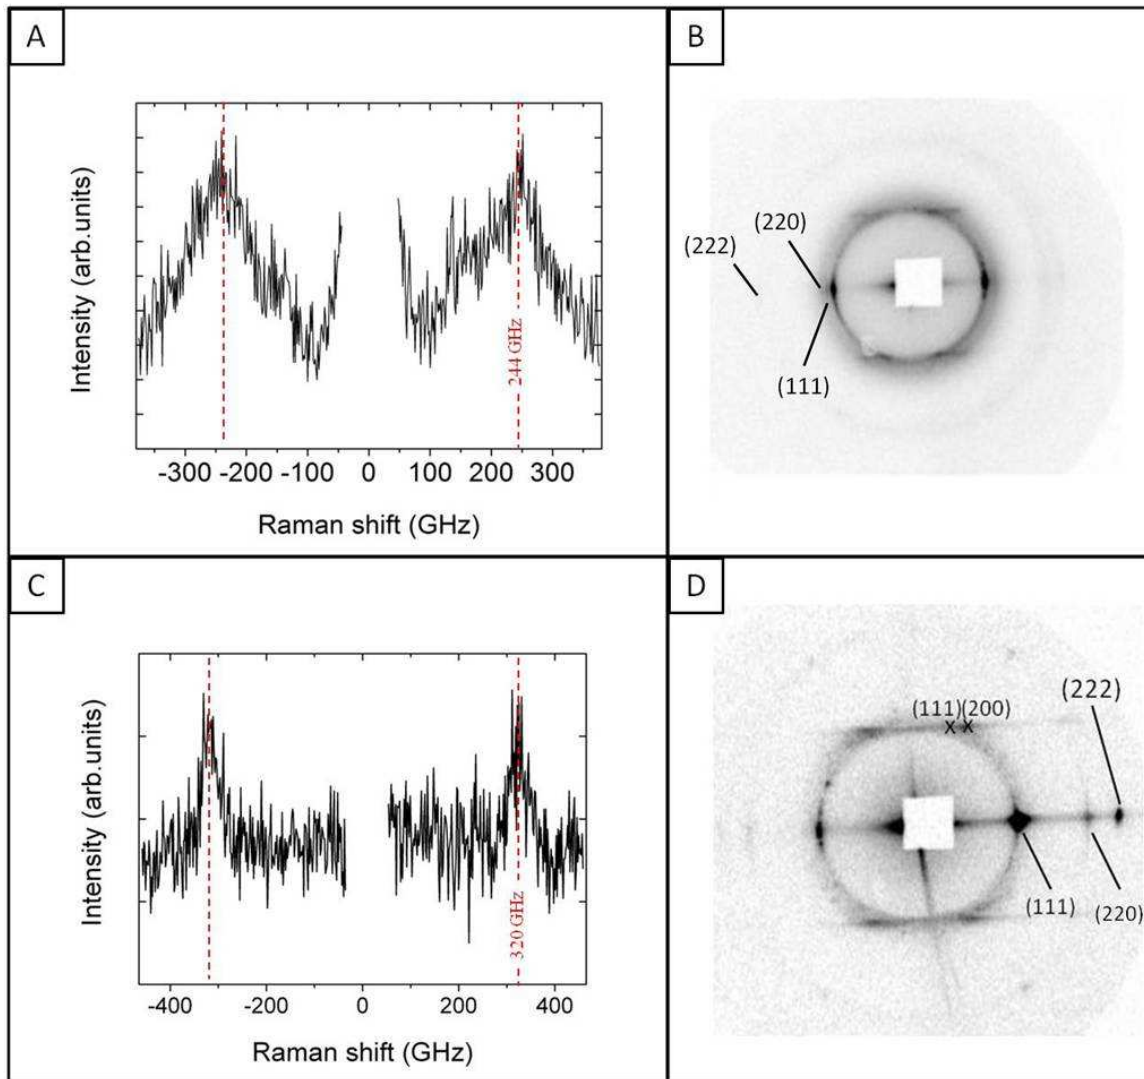 A
Intensity (arb.units)
244 GHz
-300 -200 -100 0 100 200 300
Raman shift (GHz)
B
(220)
(222)
(111)
C
Intensity (arb.units)
320 GHz
-400 -200 0 200 400
Raman shift (GHz)
D
(222)
(111)(200)
x x
(111)
(220)